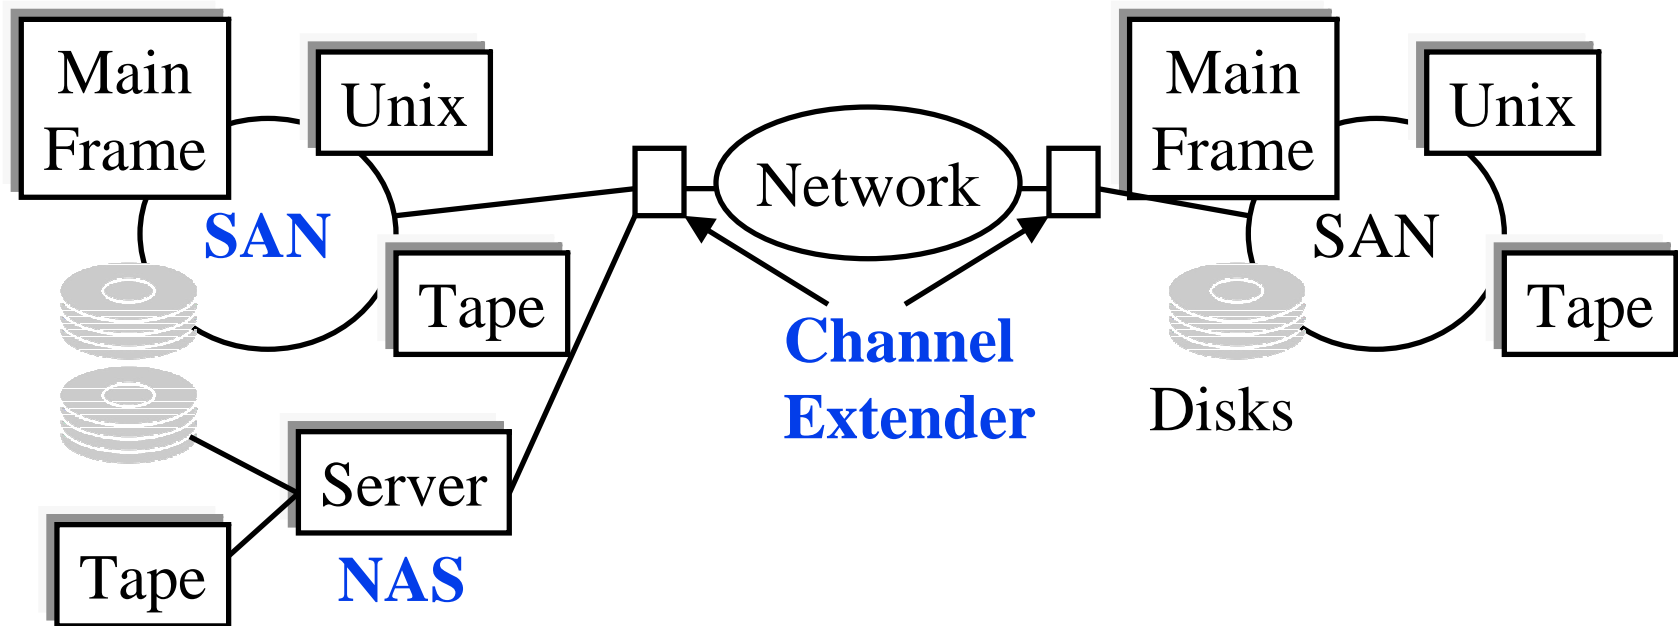 Main
Frame
Unix
SAN
Tape
Server
Tape
NAS
Network
Channel
Extender
Main
Frame
Unix
SAN
Tape
Disks